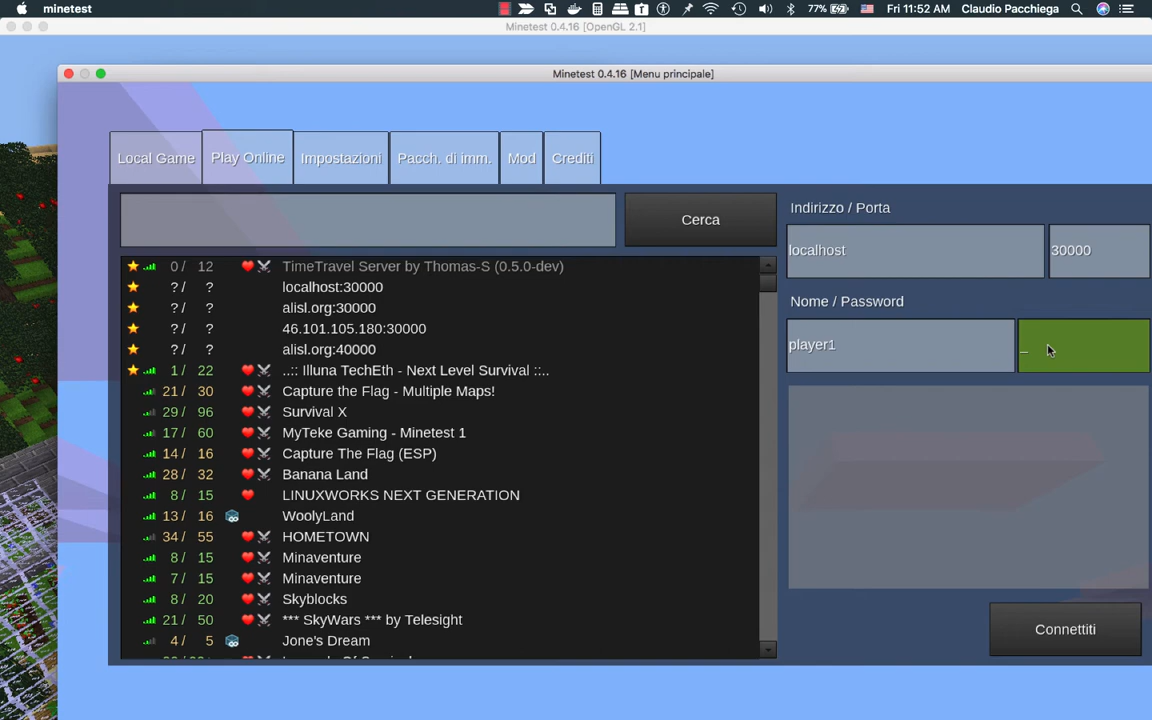 minetest 77% Fri 11:52 AM Claudio Pacchiega
Minetest 0.4.16 [OpenGL 2.1]
Minetest 0.4.16 [Menu principale]
Local Game Play Online Impostazioni Pacch. di imm. Mod Crediti
Cerca
Indirizzo / Porta
localhost 30000
Nome / Password
player1 _
0 / 12 TimeTravel Server by Thomas-S (0.5.0-dev)
? / ? localhost:30000
? / ? alisl.org:30000
? / ? 46.101.105.180:30000
? / ? alisl.org:40000
1 / 22 ..:: Illuna TechEth - Next Level Survival ::..
21 / 30 Capture the Flag - Multiple Maps!
29 / 96 Survival X
17 / 60 MyTeke Gaming - Minetest 1
14 / 16 Capture The Flag (ESP)
28 / 32 Banana Land
8 / 15 LINUXWORKS NEXT GENERATION
13 / 16 WoolyLand
34 / 55 HOMETOWN
8 / 15 Minaventure
7 / 15 Minaventure
8 / 20 Skyblocks
21 / 50 *** SkyWars *** by Telesight
4 / 5 Jone's Dream
Connettiti